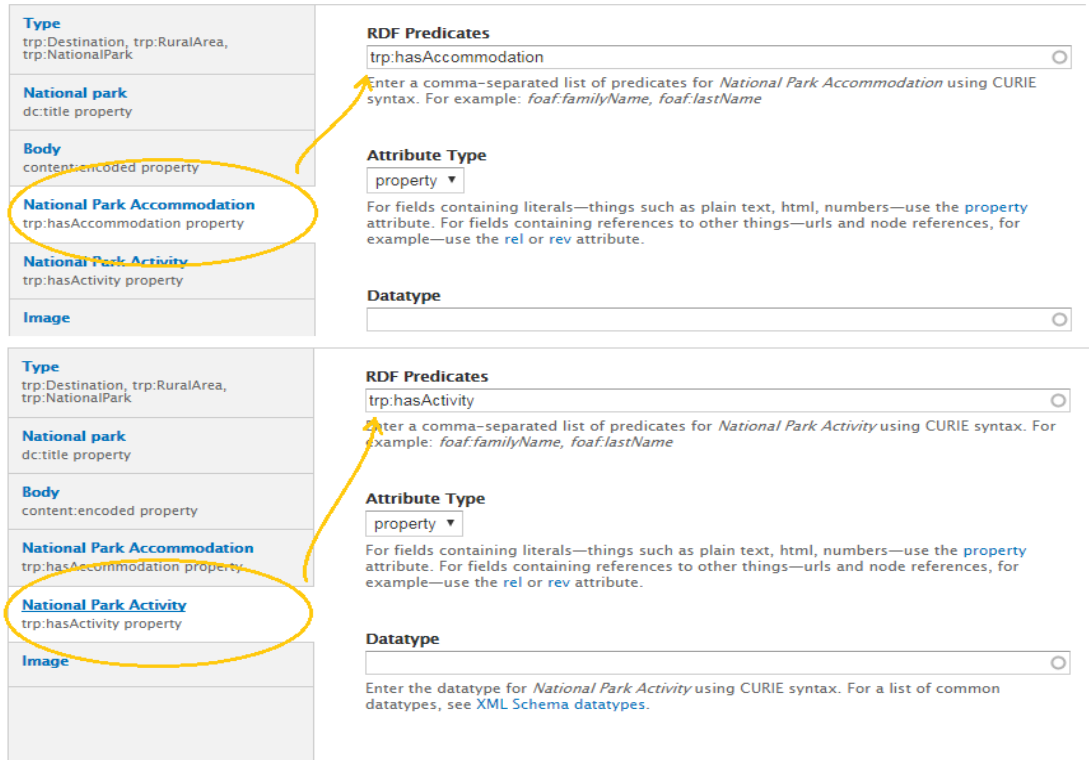 Type
trp:Destination, trp:RuralArea,
trp:NationalPark
National park
dc:title property
Body
content:encoded property
National Park Accommodation
trp:hasAccommodation property
National Park Activity
trp:hasActivity property
Image
RDF Predicates
trp:hasAccommodation
Enter a comma-separated list of predicates for National Park Accommodation using CURIE
syntax. For example: foaf:familyName, foaf:lastName
Attribute Type
property ▼
For fields containing literals—things such as plain text, html, numbers—use the property
attribute. For fields containing references to other things—urls and node references, for
example—use the rel or rev attribute.
Datatype
Type
trp:Destination, trp:RuralArea,
trp:NationalPark
National park
dc:title property
Body
content:encoded property
National Park Accommodation
trp:hasAccommodation property
National Park Activity
trp:hasActivity property
Image
RDF Predicates
trp:hasActivity
Enter a comma-separated list of predicates for National Park Activity using CURIE syntax. For
example: foaf:familyName, foaf:lastName
Attribute Type
property ▼
For fields containing literals—things such as plain text, html, numbers—use the property
attribute. For fields containing references to other things—urls and node references, for
example—use the rel or rev attribute.
Datatype
Enter the datatype for National Park Activity using CURIE syntax. For a list of common
datatypes, see XML Schema datatypes.